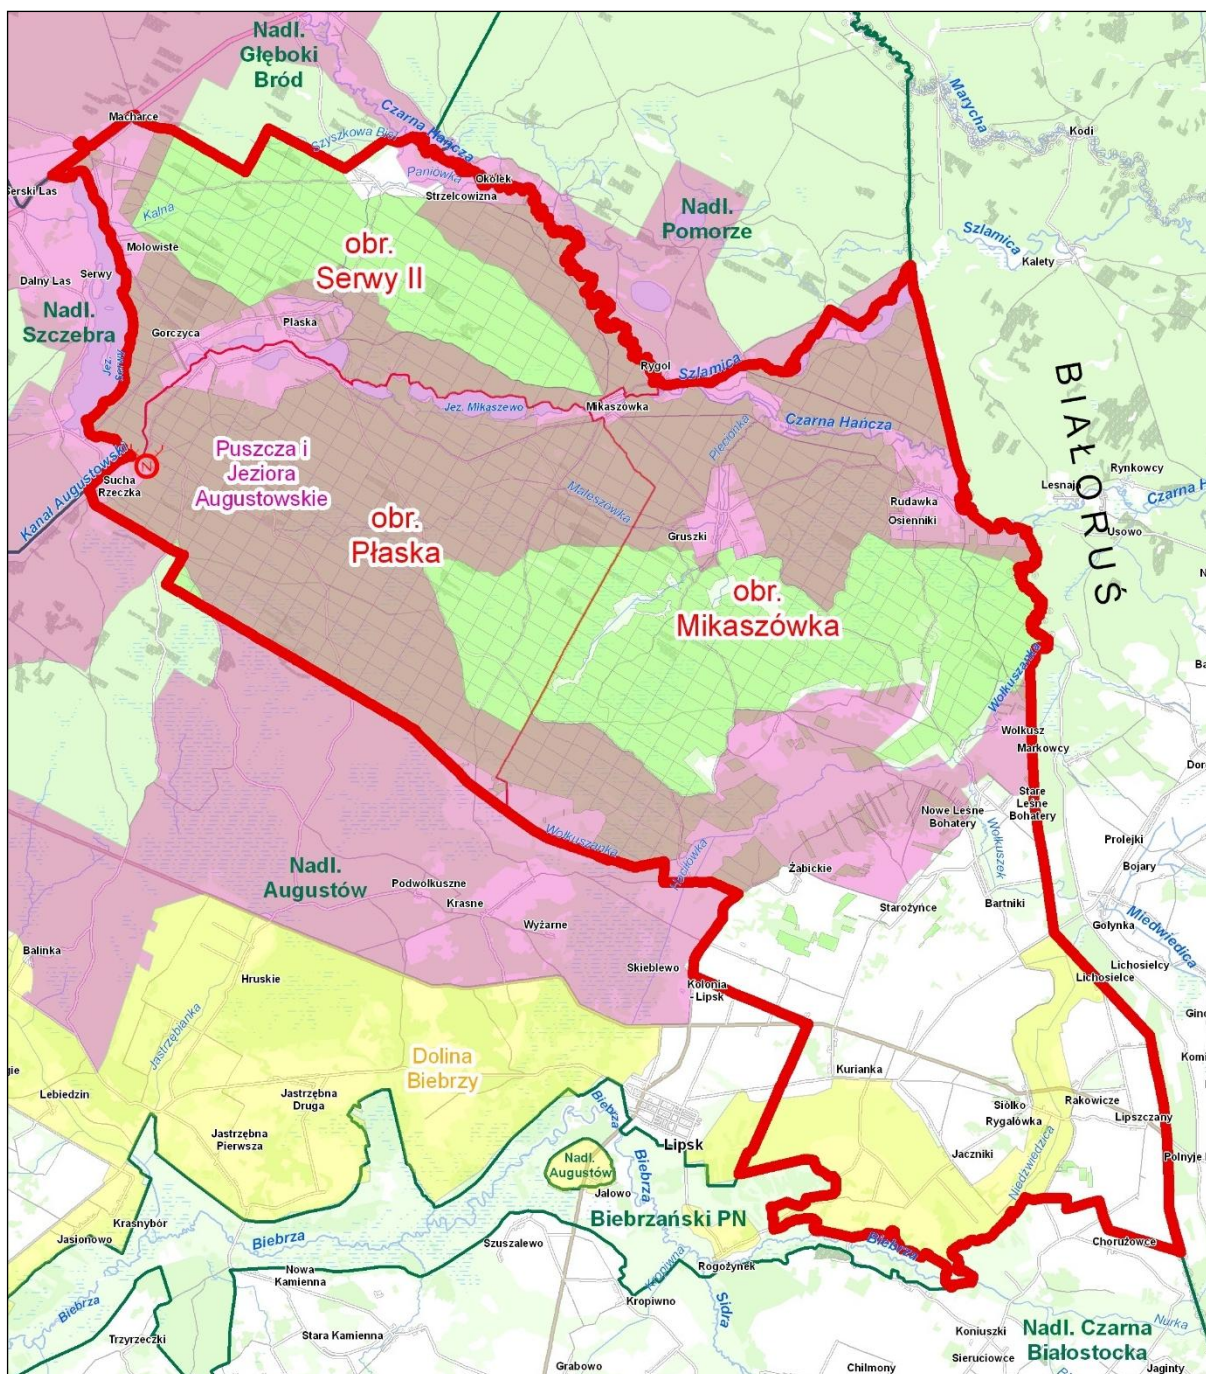 Nadl.
Głęboki
Bród
Macharce
Czarna Hańcza
Marycha
Kodi
Serski Las
Paniówka
Okółek
Strzelcowizna
Nadl.
Pomorze
Kalna
Mołowiste
obr.
Serwy II
Szlamica
Kalety
Dalny Las
Serwy
Nadl.
Szczebra
Gorczyca
Płaska
Jez.
Serwy
Rygol
Szlamica
BIAŁORUŚ
Jez. Mikaszewo
Mikaszówka
Czarna Hańcza
Plecionka
Kanał Augustowski
Sucha
Rzeczka
Puszcza i
Jeziora
Augustowskie
Mateszówka
obr.
Płaska
Gruszki
Rudawka
Osienniki
Rynkowcy
Lesnaja
Czarna H
Usowo
obr.
Mikaszówka
Wołkuszanka
Wołkusz
Markowcy
Stare
Leśne
Bohatery
Nowe Leśne
Bohatery
Wołkuszek
Prolejki
Bojary
Wołkuszanka
Żabickie
Nadl.
Augustów
Podwołkuszne
Krasne
Wyżarne
Starożyńce
Bartniki
Gołynka
Miedwiedica
Balinka
Hruskie
Skieblewo
Kolonia
- Lipsk
Lichosielcy
Lichosielce
Jastrzębianka
Dolina
Biebrzy
Kurianka
Lebiedzin
Jastrzębna
Druga
Jastrzębna
Pierwsza
Biebrza
Lipsk
Siółko
Rygałówka
Rakowicze
Lipszczany
Jaczniki
Niedźwiedzica
Nadl.
Augustów
Jałowo
Biebrza
Biebrzański PN
Krasnybór
Jasionowo
Biebrza
Szuszalewo
Biebrza
Chorużowce
Nowa
Kamienna
Rogożynek
Kropiwna
Kropiwno
Sidra
Biebrza
Trzyrzeczki
Stara Kamienna
Grabowo
Koniuszki
Sieruciowce
Nadl. Czarna
Białostocka
Nurka
Chilmony
Jaginty